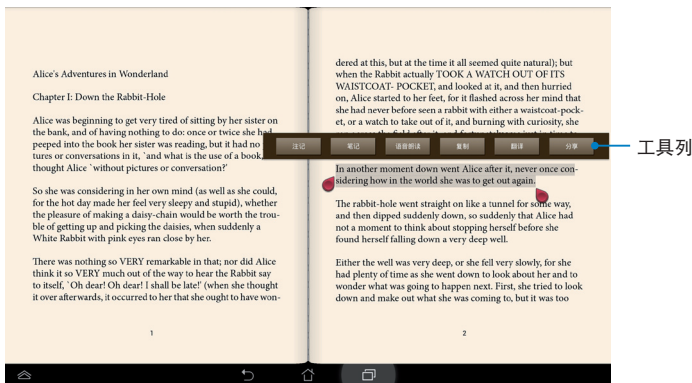 Alice's Adventures in Wonderland
Chapter I: Down the Rabbit-Hole
Alice was beginning to get very tired of sitting by her sister on
the bank, and of having nothing to do: once or twice she had
peeped into the book her sister was reading, but it had no
tures or conversations in it, `and what is the use of a book,'
thought Alice `without pictures or conversation?'
So she was considering in her own mind (as well as she could,
for the hot day made her feel very sleepy and stupid), whether
the pleasure of making a daisy-chain would be worth the trou-
ble of getting up and picking the daisies, when suddenly a
White Rabbit with pink eyes ran close by her.
There was nothing so VERY remarkable in that; nor did Alice
think it so VERY much out of the way to hear the Rabbit say
to itself, `Oh dear! Oh dear! I shall be late!' (when she thought
it over afterwards, it occurred to her that she ought to have won-
1
dered at this, but at the time it all seemed quite natural); but
when the Rabbit actually TOOK A WATCH OUT OF ITS
WAISTCOAT- POCKET, and looked at it, and then hurried
on, Alice started to her feet, for it flashed across her mind that
she had never before seen a rabbit with either a waistcoat-pock-
et, or a watch to take out of it, and burning with curiosity, she
注记 笔记 语音朗读 复制 翻译 分享
工具列
In another moment down went Alice after it, never once con-
sidering how in the world she was to get out again.
The rabbit-hole went straight on like a tunnel for some way,
and then dipped suddenly down, so suddenly that Alice had
not a moment to think about stopping herself before she
found herself falling down a very deep well.
Either the well was very deep, or she fell very slowly, for she
had plenty of time as she went down to look about her and to
wonder what was going to happen next. First, she tried to look
down and make out what she was coming to, but it was too
2